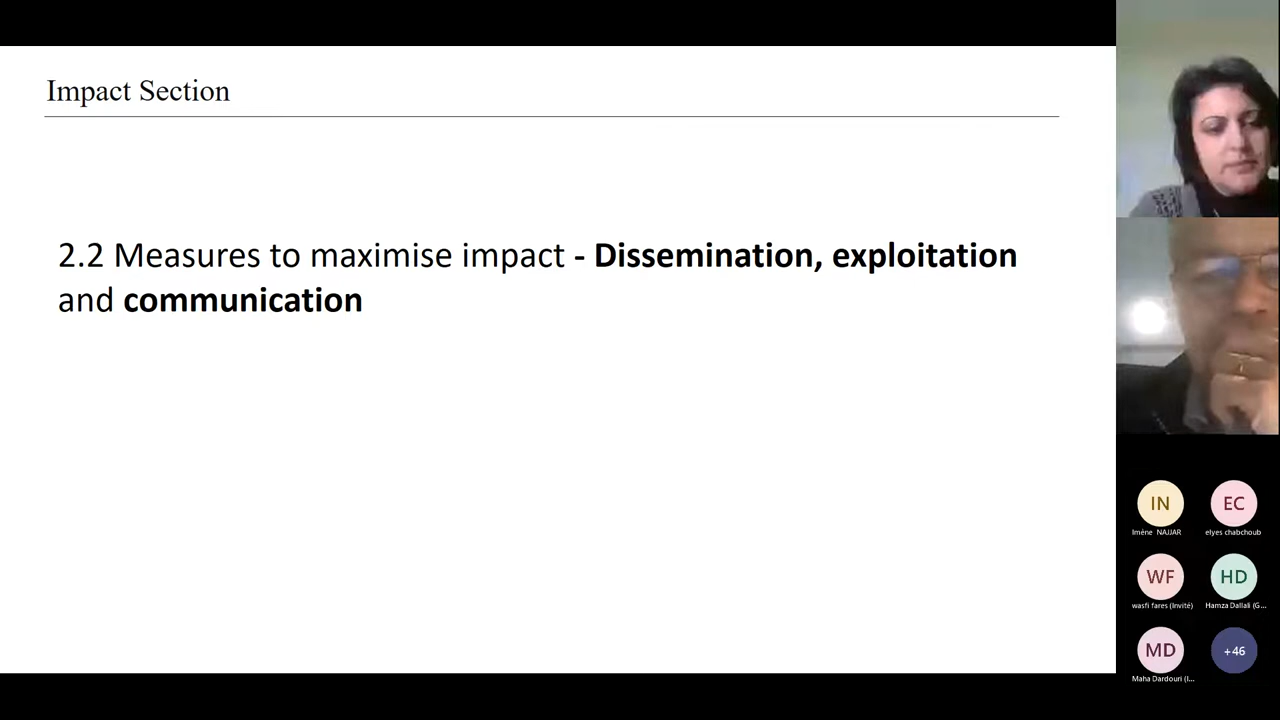 Impact Section
2.2 Measures to maximise impact - Dissemination, exploitation
and communication
IN
EC
Imène NAJJAR
elyes chabchoub
WF
HD
wasfi fares (Invité)
Hamza Dallali (G...
MD
+46
Maha Dardouri (I...